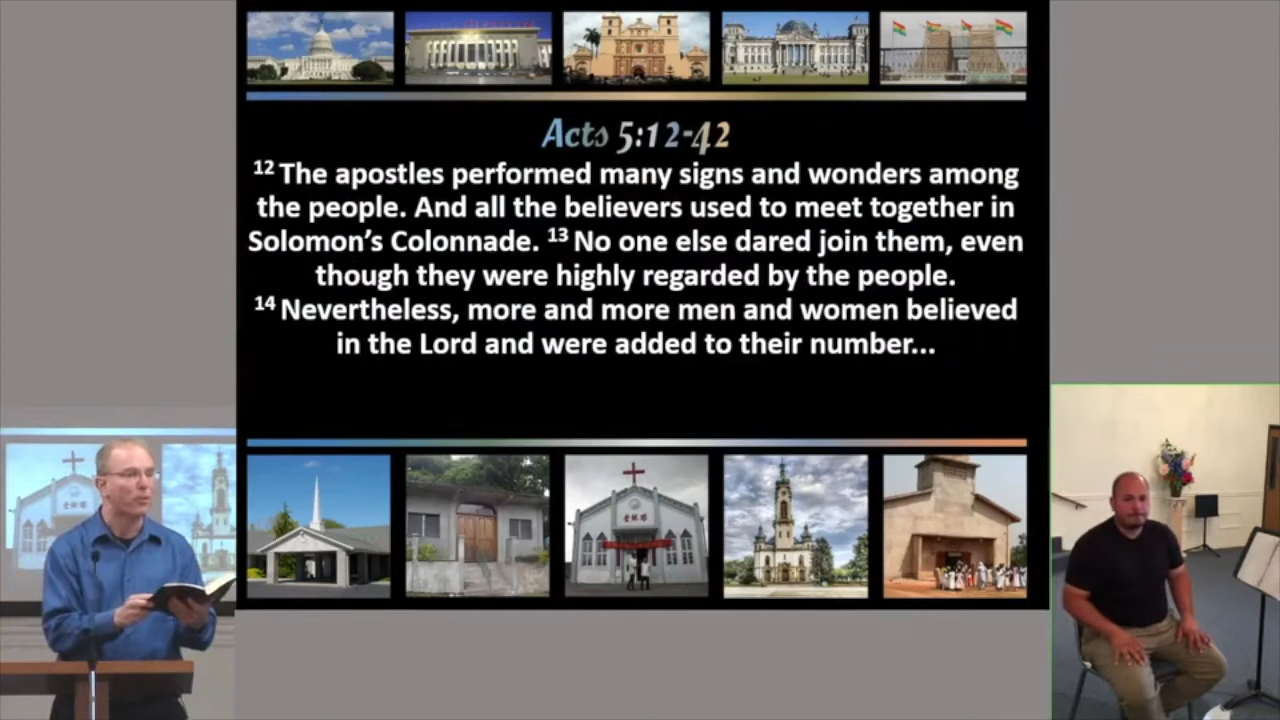 Acts 5:12-42
12 The apostles performed many signs and wonders among
the people. And all the believers used to meet together in
Solomon's Colonnade. 13 No one else dared join them, even
though they were highly regarded by the people.
14 Nevertheless, more and more men and women believed
in the Lord and were added to their number...